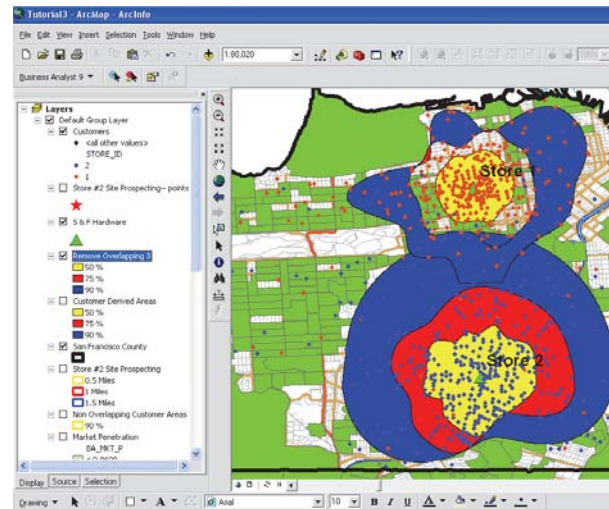 Tutorial3 - ArcMap - ArcInfo
File Edit View Insert Selection Tools Window Help
1:80,020
100%
Business Analyst 9
Layers
Default Group Layer
Customers
<all other values>
STORE_ID
2
1
Store #2 Site Prospecting-- points
S & F Hardware
Remove Overlapping 3
50 %
75 %
90 %
Customer Derived Areas
50 %
75 %
90 %
San Francisco County
Store #2 Site Prospecting
0.5 Miles
1 Miles
1.5 Miles
Non Overlapping Customer Areas
90 %
Market Penetration
BA_MKT_P
Store
Store 2
Display Source Selection
Drawing
A
Arial
10
B I U A